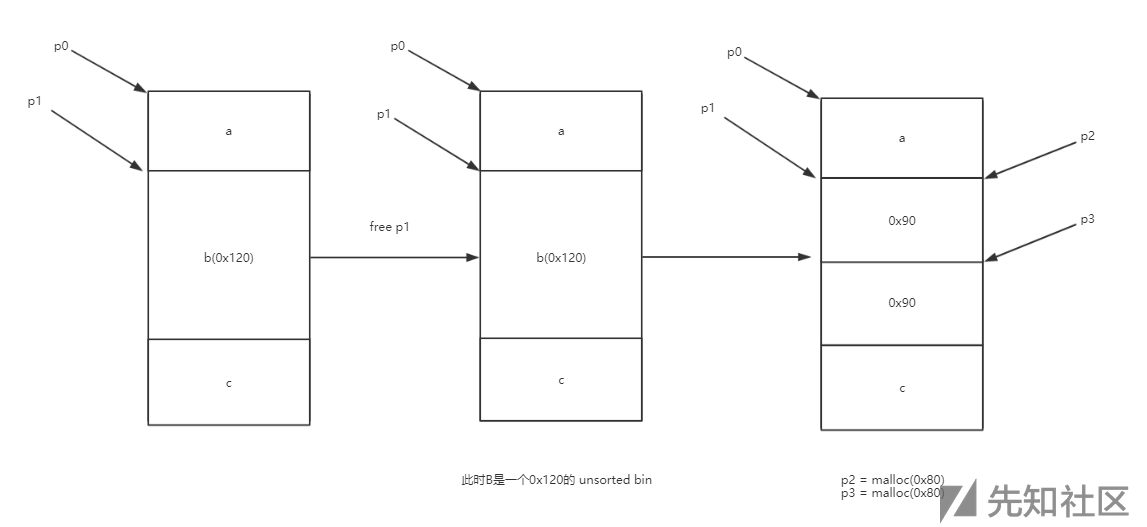 p0
p1
a
b(0x120)
c
free p1
p0
p1
a
b(0x120)
c
此时B是一个0x120的 unsorted bin
p0
p1
a
0x90
0x90
c
p2
p3
p2 = malloc(0x80)
p3 = malloc(0x80)
先知社区